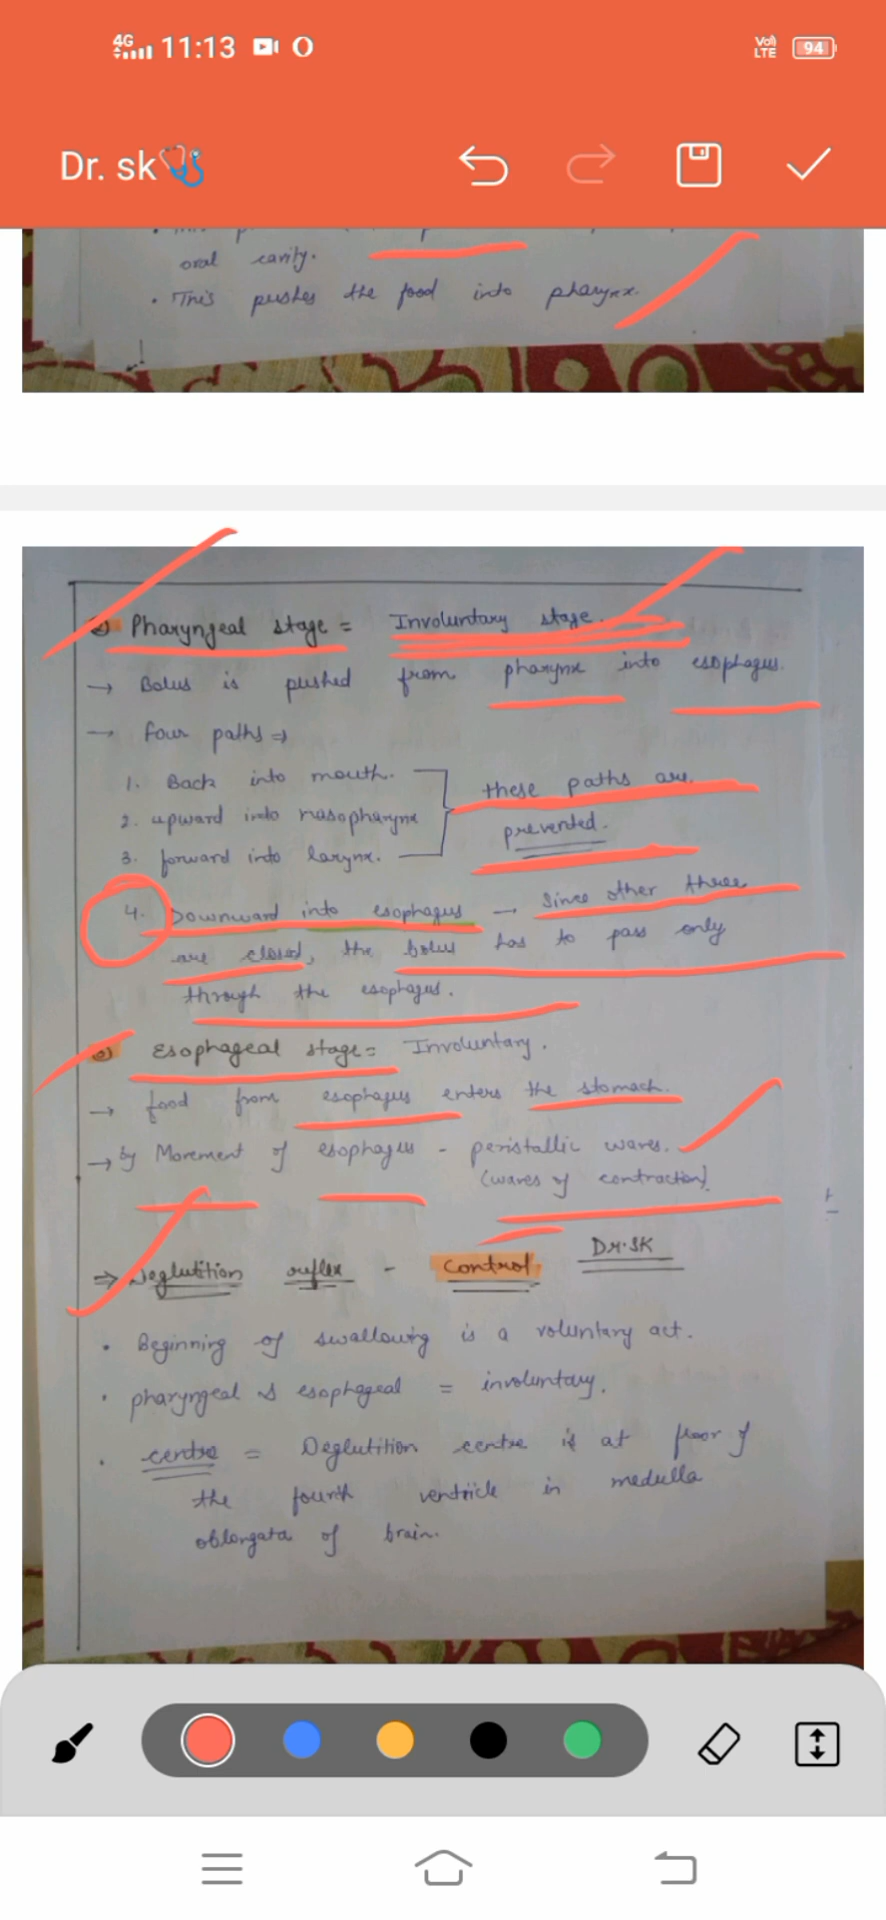 4G 11:13 Vo) LTE 94
Dr. sk🩺
oral cavity.
• This pushes the food into pharynx.
2) Pharyngeal stage = Involuntary stage.
→ Bolus is pushed from pharynx into esophagus.
→ four paths ⇒
1. Back into mouth.
2. upward into nasopharynx
3. forward into larynx.
these paths are
prevented.
4. Downward into esophagus — Since other three
are closed, the bolus has to pass only
through the esophagus.
3) Esophageal stage = Involuntary.
→ food from esophagus enters the stomach.
→ by Movement of esophagus - peristaltic waves.
(waves of contraction).
⇒ Deglutition reflex - Control Dr.SK
• Beginning of swallowing is a voluntary act.
• pharyngeal & esophageal = involuntary.
• centre = Deglutition centre is at floor of
the fourth ventricle in medulla
oblongata of brain.